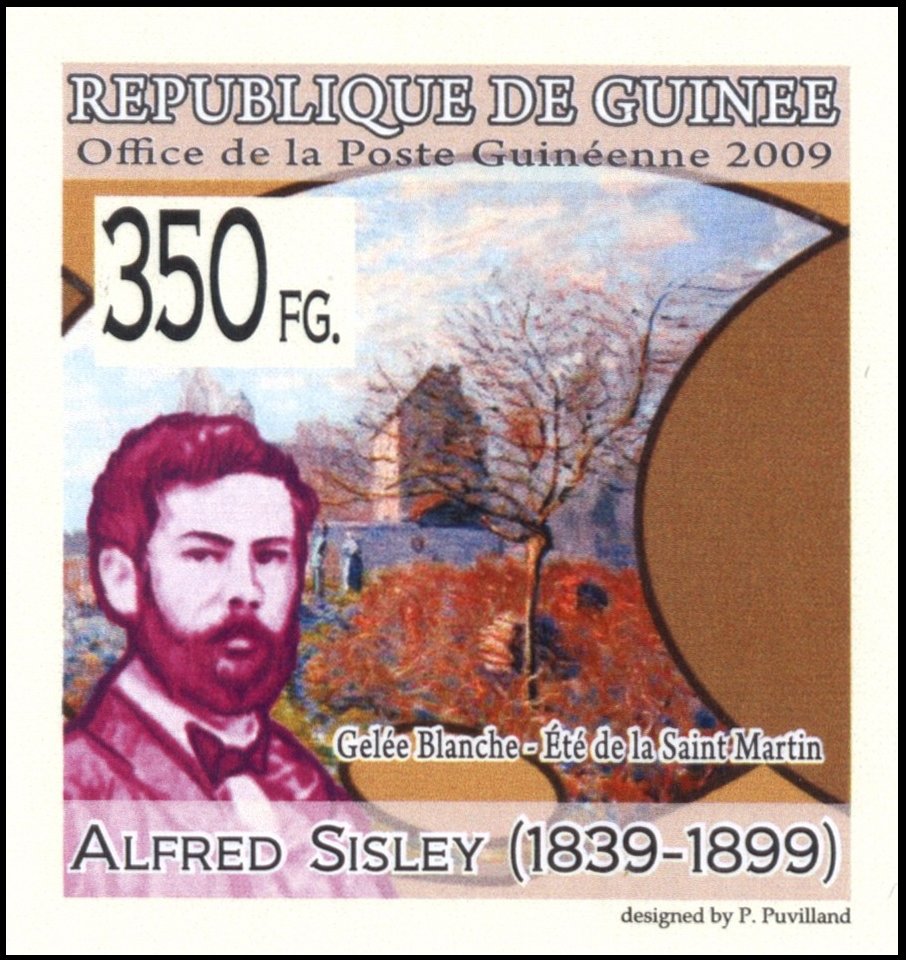 REPUBLIQUE DE GUINEE
Office de la Poste Guinéenne 2009
350 FG.
Gelée Blanche - Été de la Saint Martin
ALFRED SISLEY (1839-1899)
designed by P. Puvilland